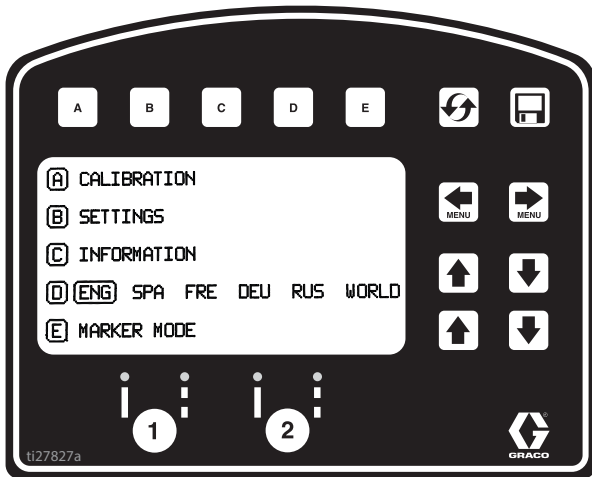 A B C D E
A CALIBRATION
B SETTINGS
C INFORMATION
D ENG SPA FRE DEU RUS WORLD
E MARKER MODE
MENU MENU
1 2
ti27827a
GRACO